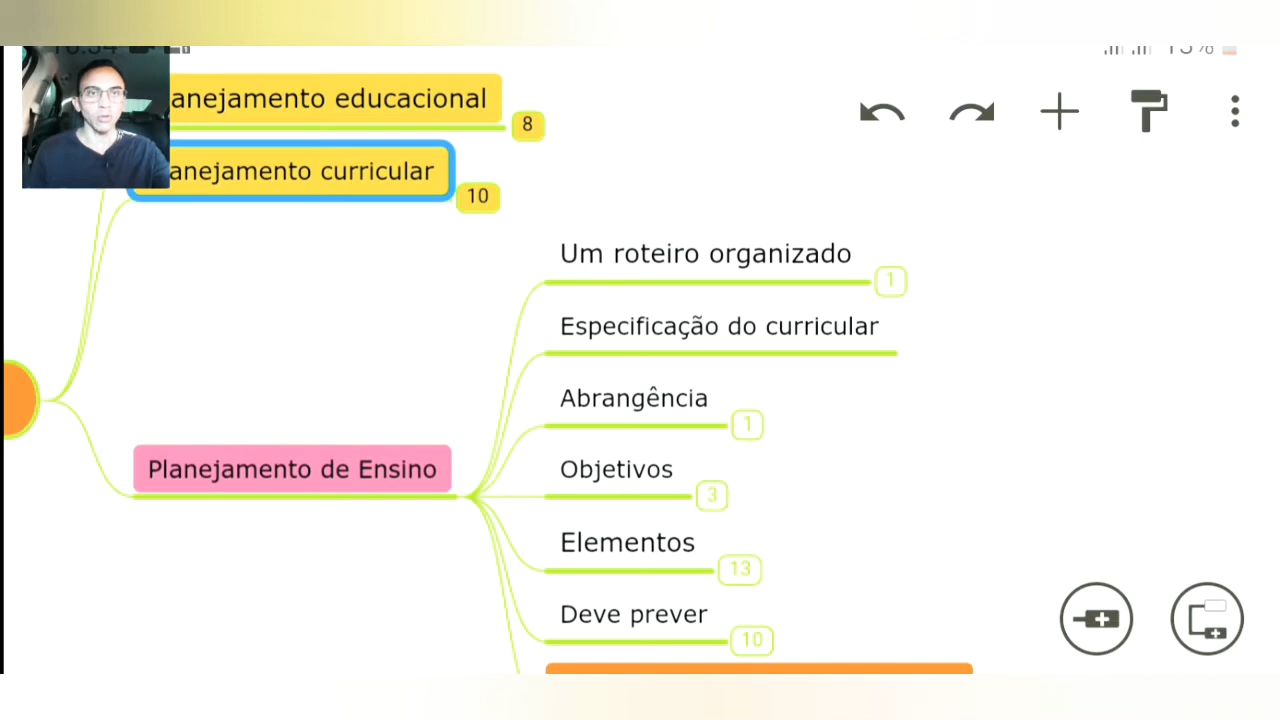 anejamento educacional
8
anejamento curricular
10
Um roteiro organizado
1
Especificação do curricular
Abrangência
1
Planejamento de Ensino
Objetivos
3
Elementos
13
Deve prever
10